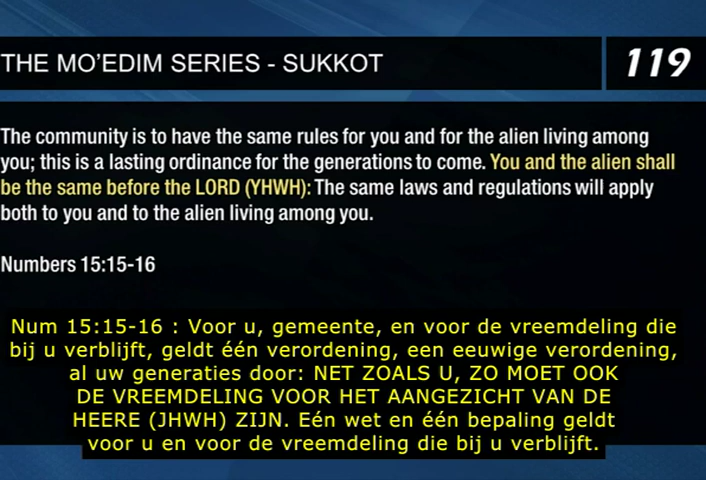 THE MO'EDIM SERIES - SUKKOT
119
The community is to have the same rules for you and for the alien living among
you; this is a lasting ordinance for the generations to come. You and the alien shall
be the same before the LORD (YHWH): The same laws and regulations will apply
both to you and to the alien living among you.
Numbers 15:15-16
Num 15:15-16 : Voor u, gemeente, en voor de vreemdeling die
bij u verblijft, geldt één verordening, een eeuwige verordening,
al uw generaties door: NET ZOALS U, ZO MOET OOK
DE VREEMDELING VOOR HET AANGEZICHT VAN DE
HEERE (JHWH) ZIJN. Eén wet en één bepaling geldt
voor u en voor de vreemdeling die bij u verblijft.